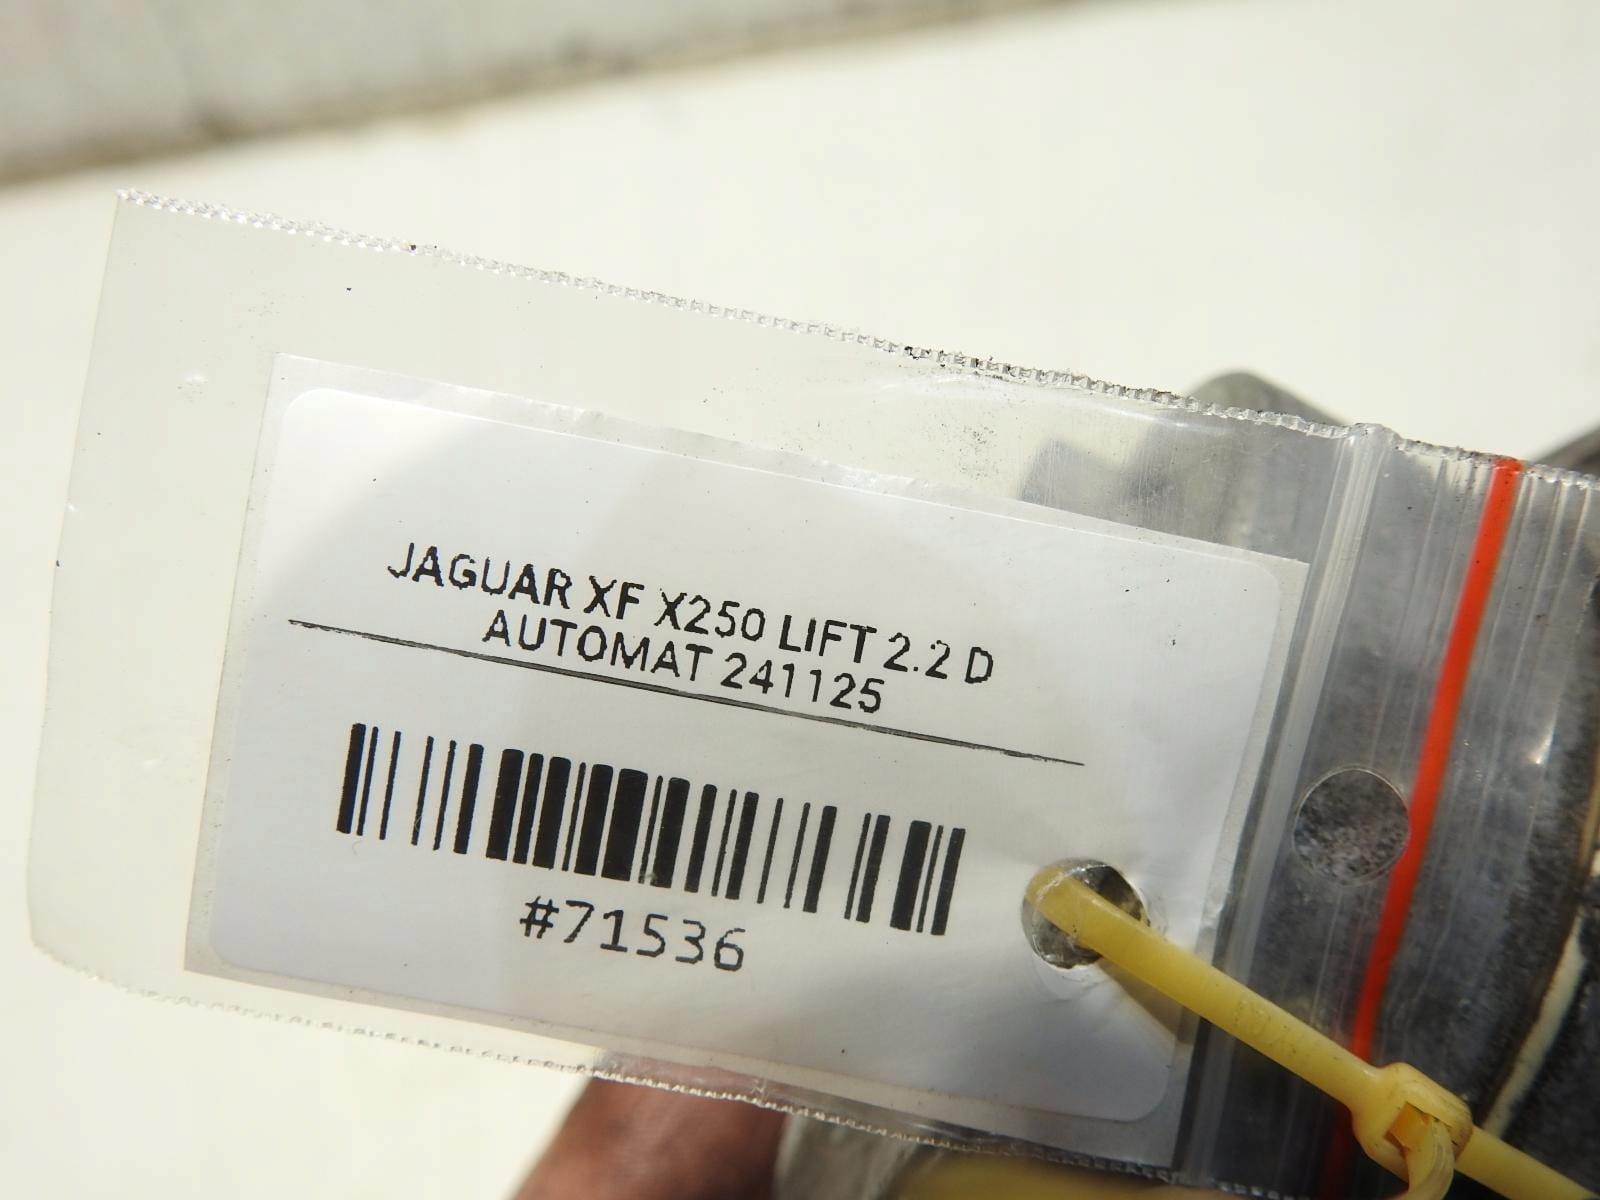 JAGUAR XF X250 LIFT 2.2 D
AUTOMAT 241125
#71536